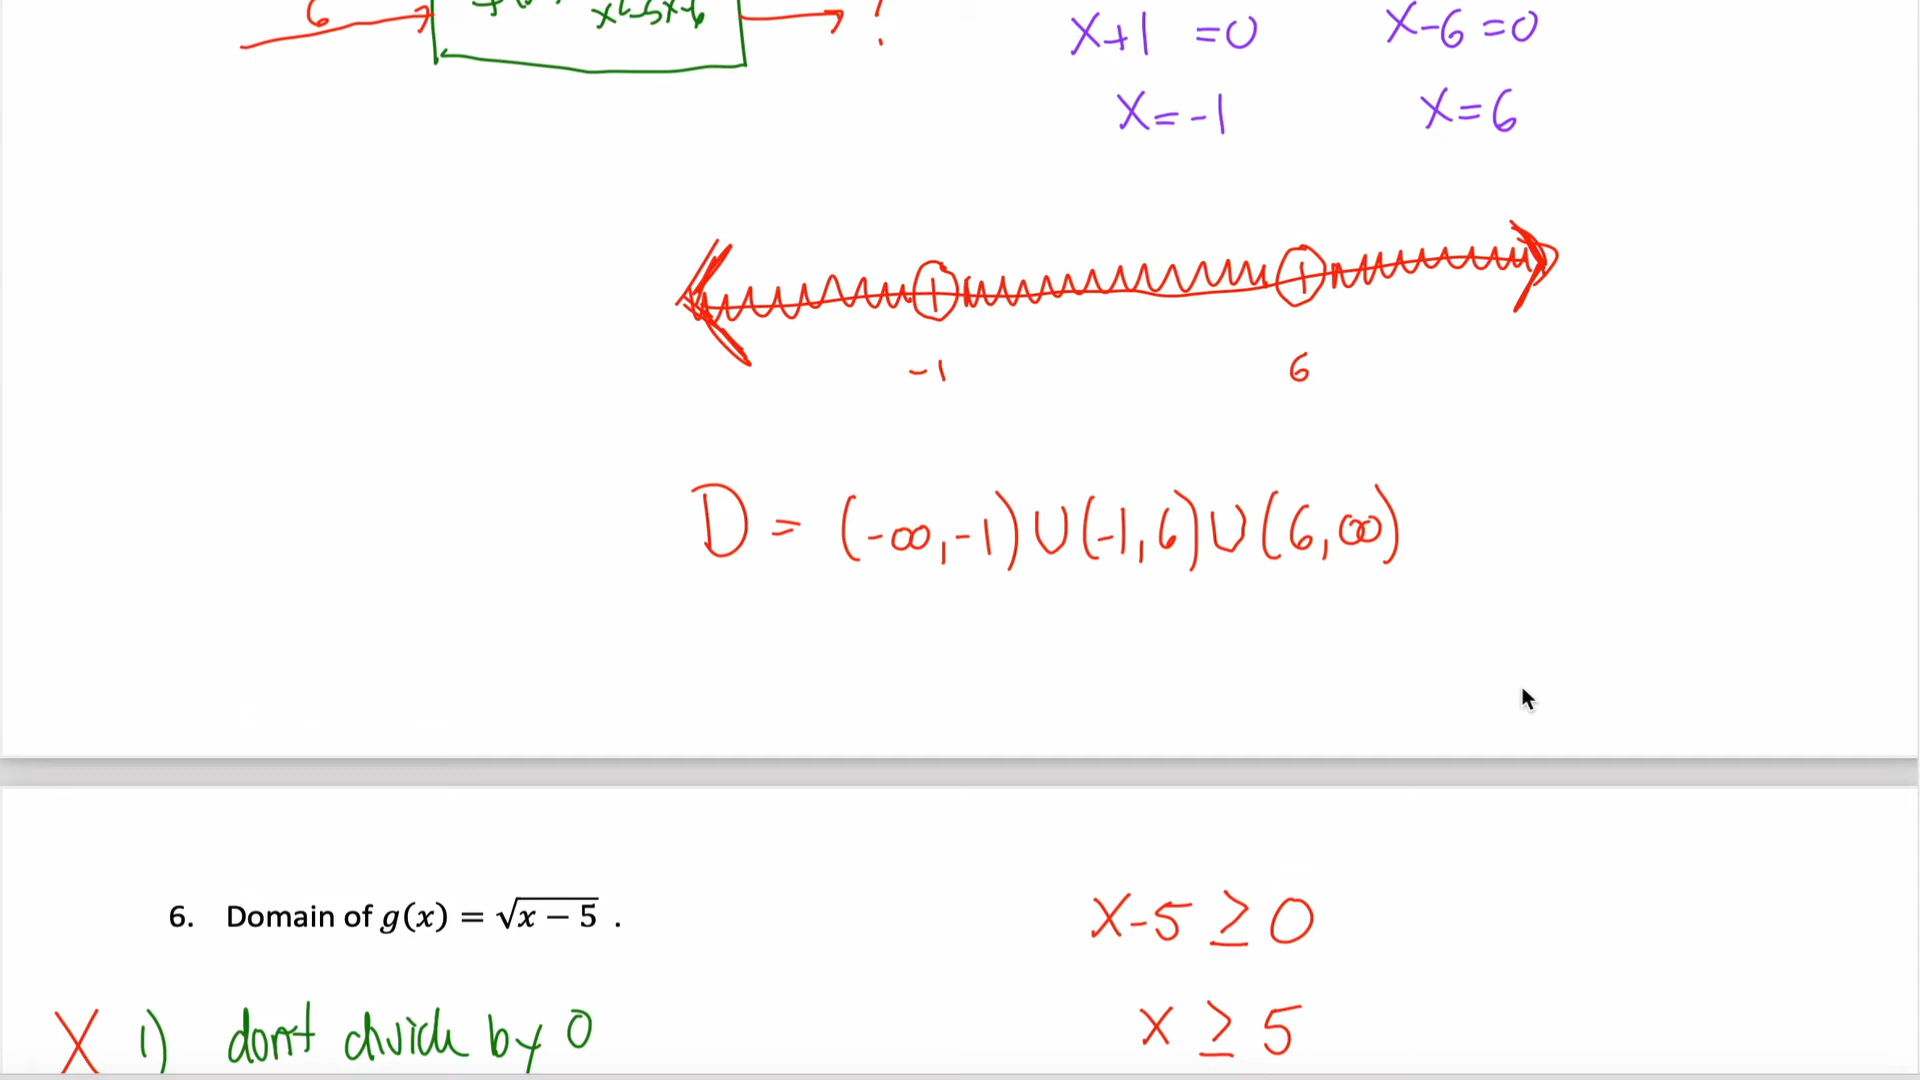 6 x²-5x-6 ?
x+1 =0 x-6=0
x=-1 x=6
-1 6
D = (-∞,-1)∪(-1,6)∪(6,∞)
6. Domain of g(x) = √x − 5 .
x-5 ≥ 0
x 1) don't divide by 0
x ≥ 5